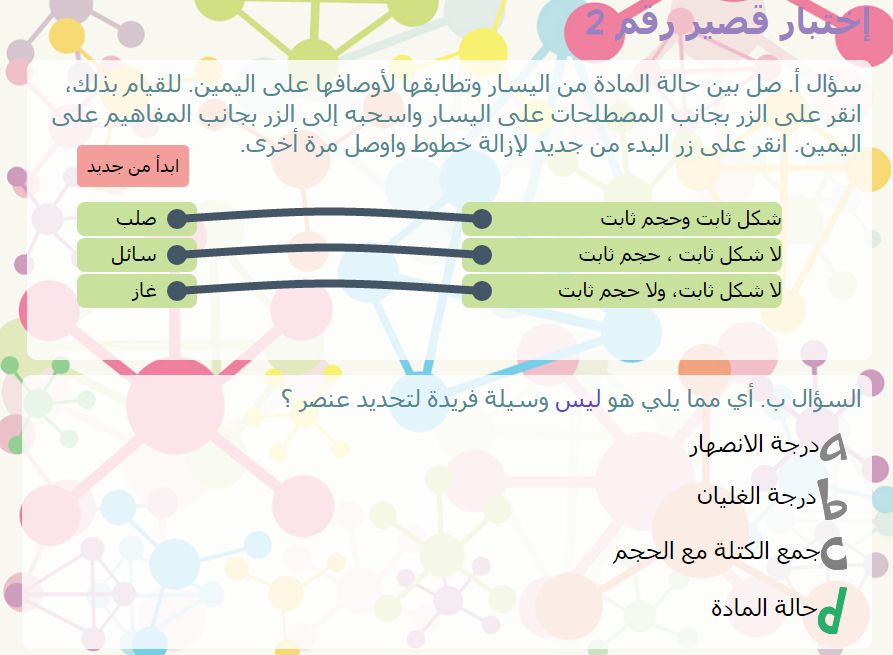 إختبار قصير رقم 2
سؤال أ. صل بين حالة المادة من اليسار وتطابقها لأوصافها على اليمين. للقيام بذلك،
انقر على الزر بجانب المصطلحات على اليسار واسحبه إلى الزر بجانب المفاهيم على
اليمين. انقر على زر البدء من جديد لإزالة خطوط واوصل مرة أخرى.
ابدأ من جديد
شكل ثابت وحجم ثابت صلب
لا شكل ثابت ، حجم ثابت سائل
لا شكل ثابت، ولا حجم ثابت غاز
السؤال ب. أي مما يلي هو ليس وسيلة فريدة لتحديد عنصر ؟
a درجة الانصهار
b درجة الغليان
c جمع الكتلة مع الحجم
d حالة المادة